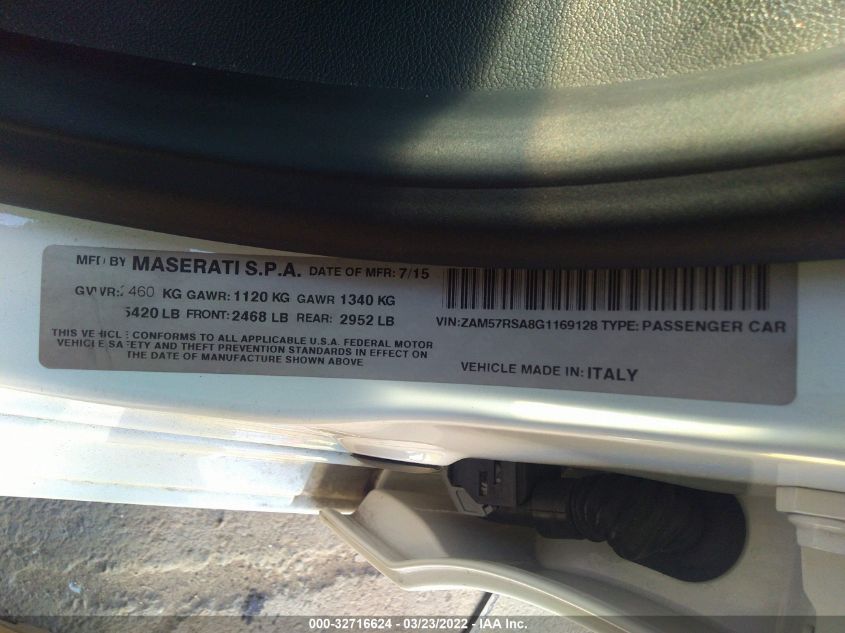 MFD BY MASERATI S.P.A. DATE OF MFR: 7/15
GVWR: 2460 KG GAWR: 1120 KG GAWR 1340 KG
5420 LB FRONT: 2468 LB REAR: 2952 LB
THIS VEHICLE CONFORMS TO ALL APPLICABLE U.S.A. FEDERAL MOTOR
VEHICLE SAFETY AND THEFT PREVENTION STANDARDS IN EFFECT ON
THE DATE OF MANUFACTURE SHOWN ABOVE
VIN:ZAM57RSA8G1169128 TYPE: PASSENGER CAR
VEHICLE MADE IN: ITALY
000-32716624 - 03/23/2022 - IAA Inc.